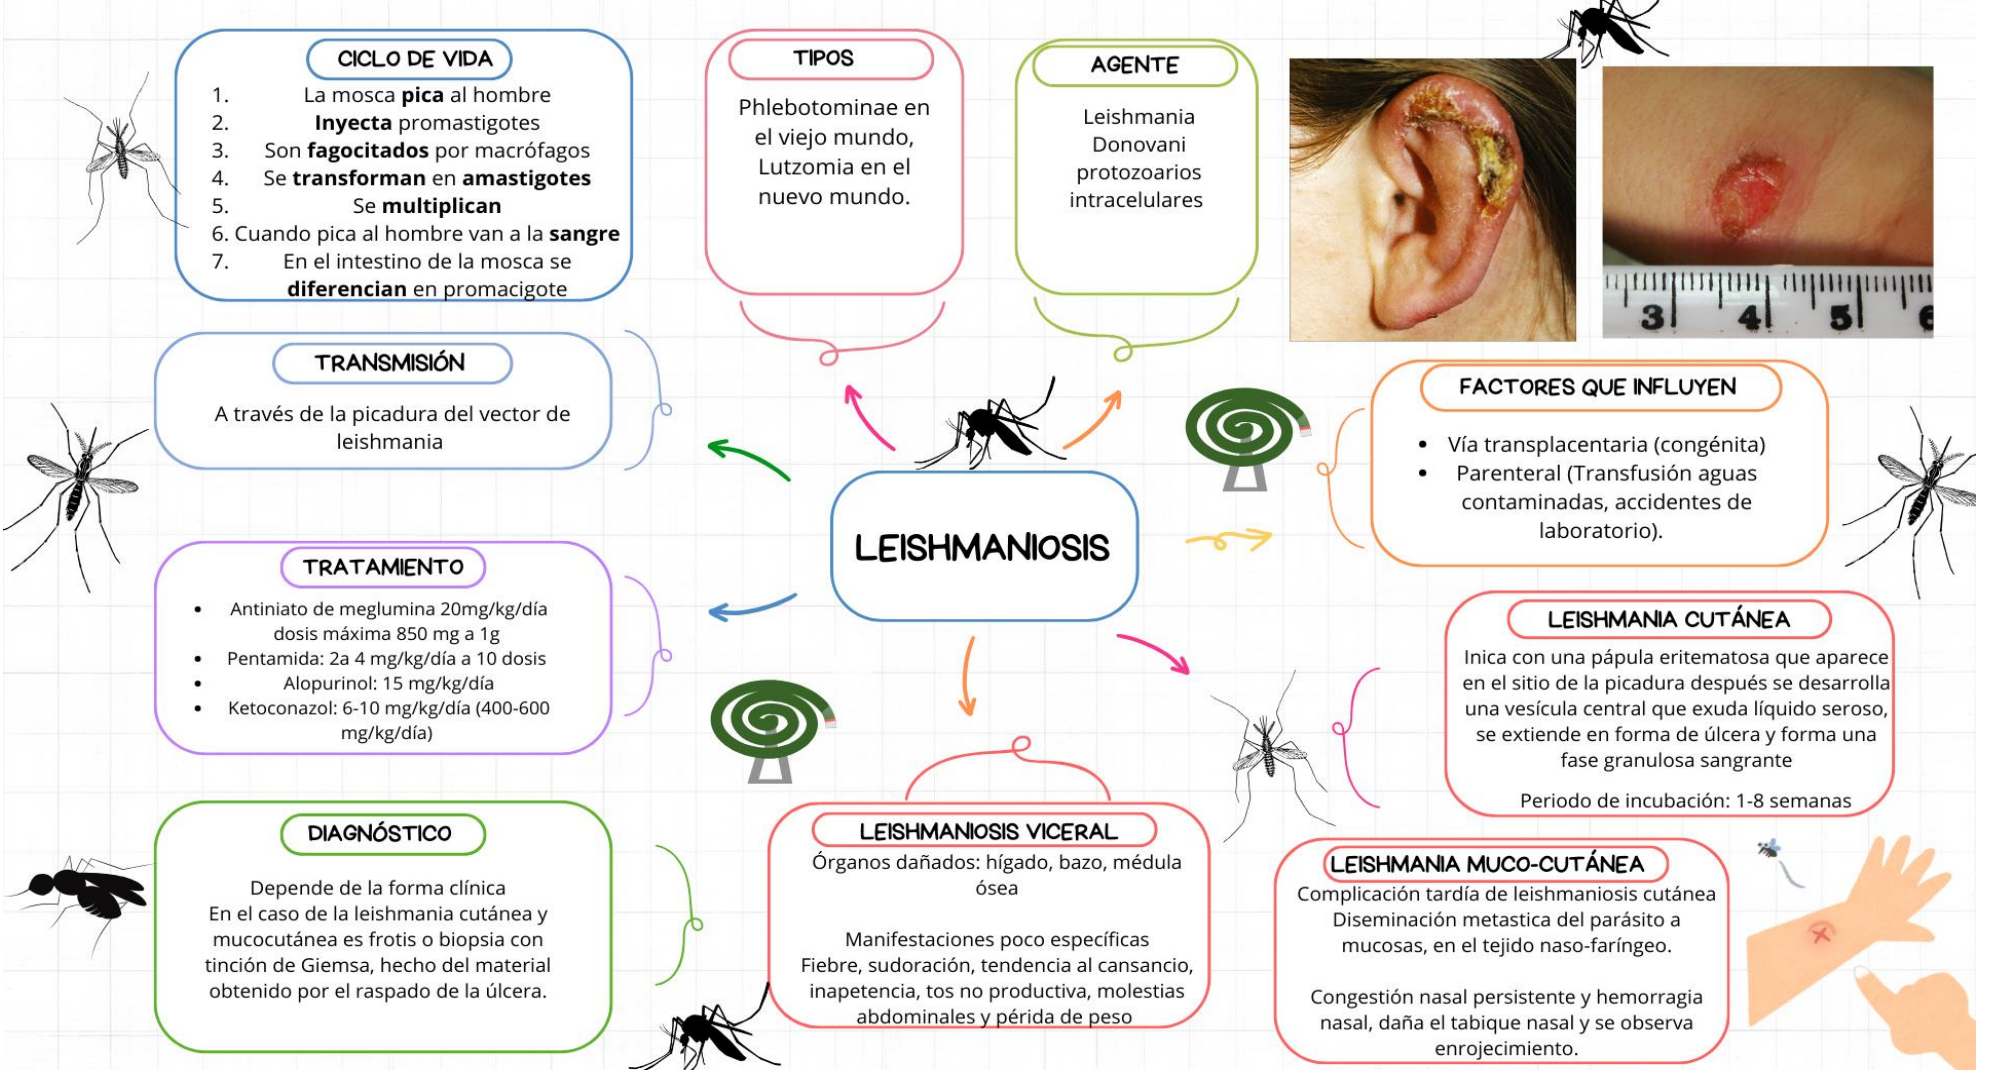 CICLO DE VIDA
1. La mosca pica al hombre
2. Inyecta promastigotes
3. Son fagocitados por macrófagos
4. Se transforman en amastigotes
5. Se multiplican
6. Cuando pica al hombre van a la sangre
7. En el intestino de la mosca se
diferencian en promacigote
TIPOS
Phlebotominae en
el viejo mundo,
Lutzomia en el
nuevo mundo.
AGENTE
Leishmania
Donovani
protozoarios
intracelulares
3 4 5 6
TRANSMISIÓN
A través de la picadura del vector de
leishmania
LEISHMANIOSIS
FACTORES QUE INFLUYEN
• Vía transplacentaria (congénita)
• Parenteral (Transfusión aguas
contaminadas, accidentes de
laboratorio).
TRATAMIENTO
• Antiniato de meglumina 20mg/kg/día
dosis máxima 850 mg a 1g
• Pentamida: 2a 4 mg/kg/día a 10 dosis
• Alopurinol: 15 mg/kg/día
• Ketoconazol: 6-10 mg/kg/día (400-600
mg/kg/día)
LEISHMANIA CUTÁNEA
Inica con una pápula eritematosa que aparece
en el sitio de la picadura después se desarrolla
una vesícula central que exuda líquido seroso,
se extiende en forma de úlcera y forma una
fase granulosa sangrante
Periodo de incubación: 1-8 semanas
DIAGNÓSTICO
Depende de la forma clínica
En el caso de la leishmania cutánea y
mucocutánea es frotis o biopsia con
tinción de Giemsa, hecho del material
obtenido por el raspado de la úlcera.
LEISHMANIOSIS VICERAL
Órganos dañados: hígado, bazo, médula
ósea
Manifestaciones poco específicas
Fiebre, sudoración, tendencia al cansancio,
inapetencia, tos no productiva, molestias
abdominales y périda de peso
LEISHMANIA MUCO-CUTÁNEA
Complicación tardía de leishmaniosis cutánea
Diseminación metastica del parásito a
mucosas, en el tejido naso-faríngeo.
Congestión nasal persistente y hemorragia
nasal, daña el tabique nasal y se observa
enrojecimiento.